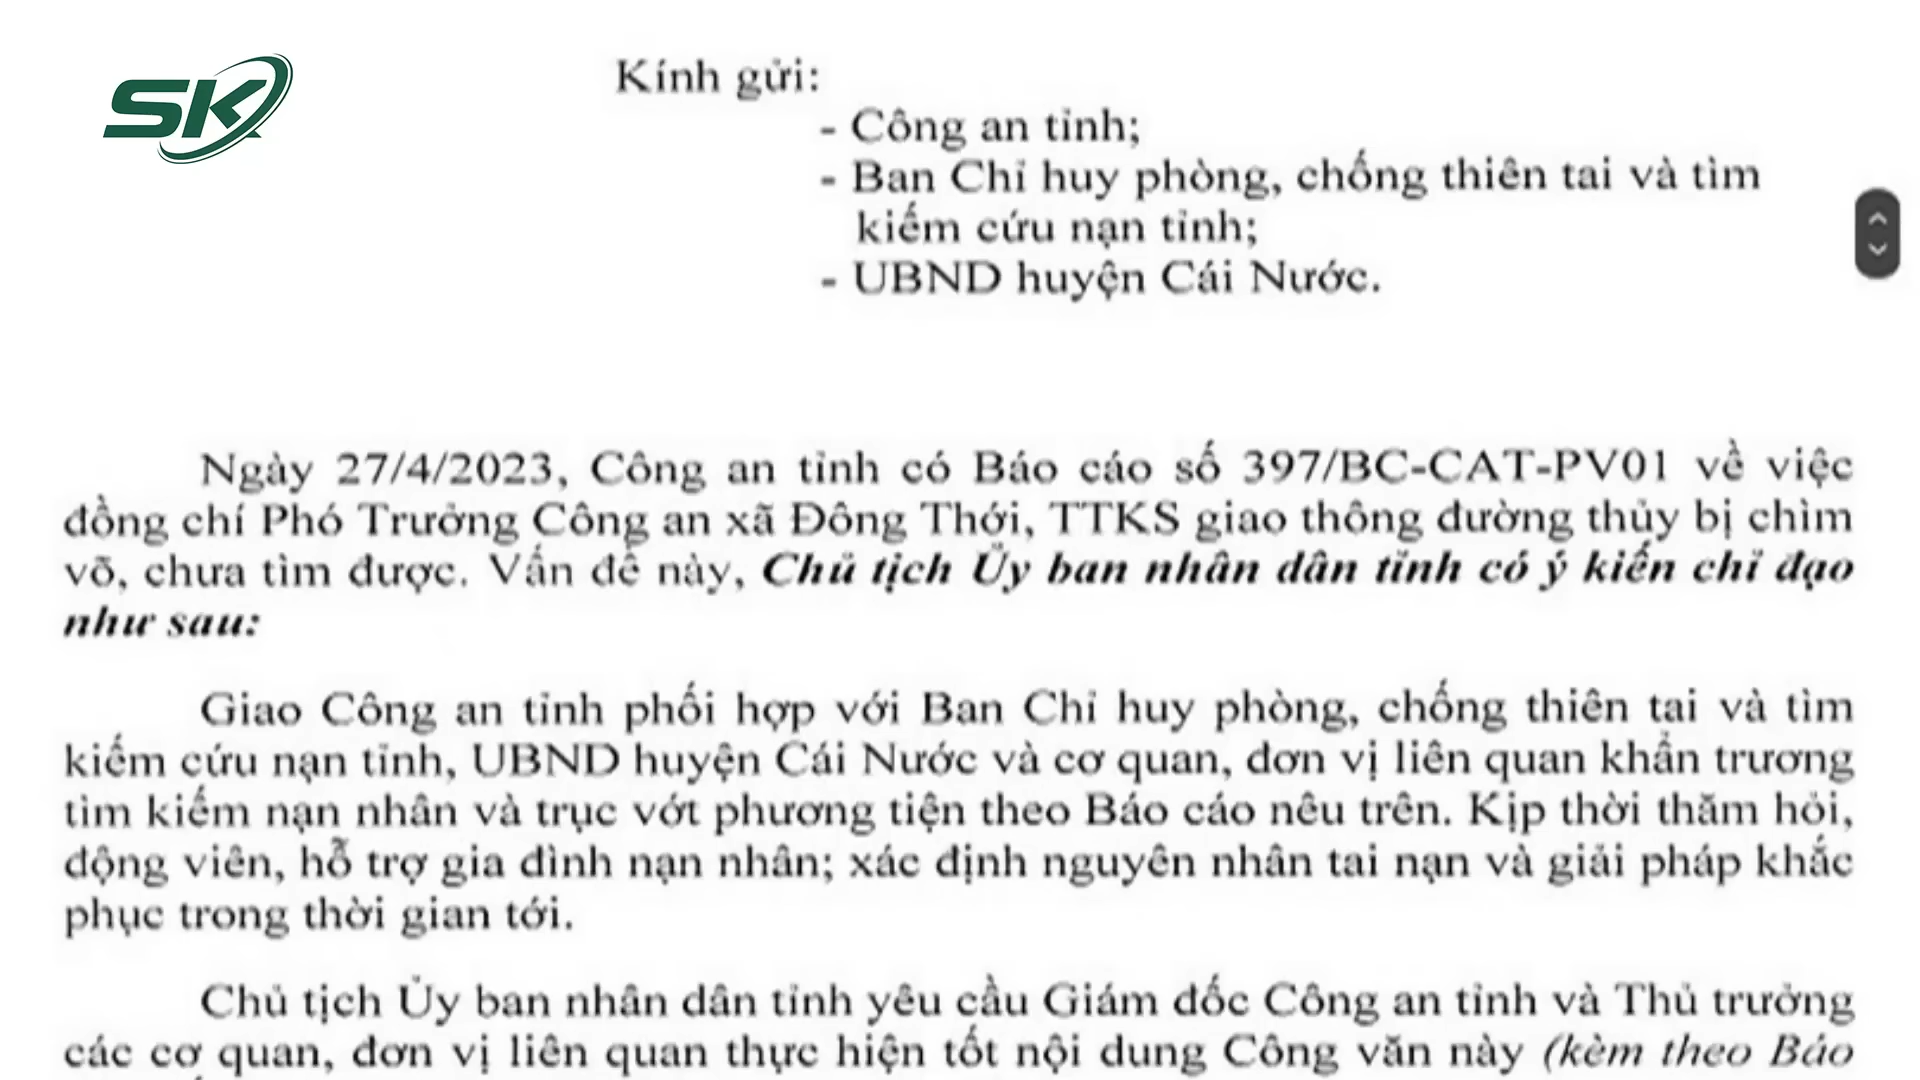 SK
Kính gửi:
- Công an tỉnh;
- Ban Chỉ huy phòng, chống thiên tai và tìm
kiếm cứu nạn tỉnh;
- UBND huyện Cái Nước.
Ngày 27/4/2023, Công an tỉnh có Báo cáo số 397/BC-CAT-PV01 về việc
đồng chí Phó Trưởng Công an xã Đông Thới, TTKS giao thông đường thủy bị chìm
võ, chưa tìm được. Vấn đề này, Chủ tịch Ủy ban nhân dân tỉnh có ý kiến chỉ đạo
như sau:
Giao Công an tỉnh phối hợp với Ban Chỉ huy phòng, chống thiên tai và tìm
kiếm cứu nạn tỉnh, UBND huyện Cái Nước và cơ quan, đơn vị liên quan khẩn trương
tìm kiếm nạn nhân và trục vớt phương tiện theo Báo cáo nêu trên. Kịp thời thăm hỏi,
động viên, hỗ trợ gia đình nạn nhân; xác định nguyên nhân tai nạn và giải pháp khắc
phục trong thời gian tới.
Chủ tịch Ủy ban nhân dân tỉnh yêu cầu Giám đốc Công an tỉnh và Thủ trưởng
các cơ quan, đơn vị liên quan thực hiện tốt nội dung Công văn này (kèm theo Báo